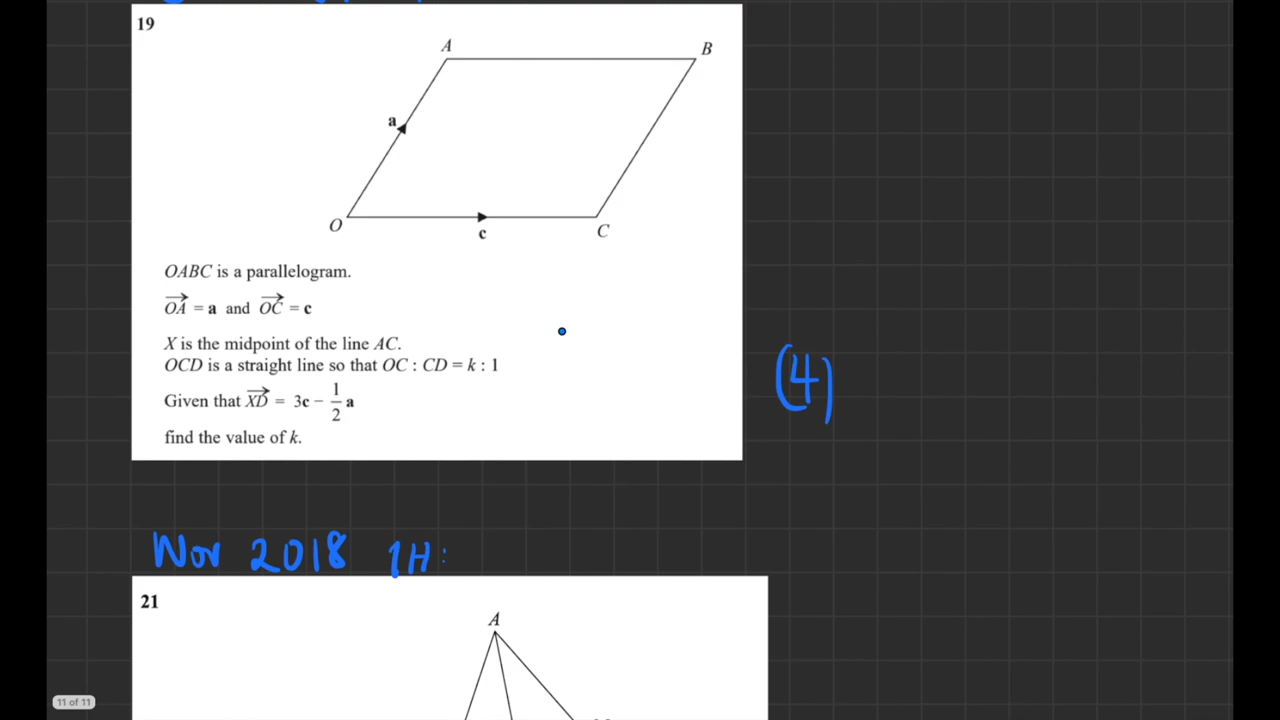 19
A
B
a
O
c
C
OABC is a parallelogram.
OA⃗ = a and OC⃗ = c
X is the midpoint of the line AC.
OCD is a straight line so that OC : CD = k : 1
Given that XD⃗ = 3c − 1/2 a
find the value of k.
(4)
Nov 2018 1H:
21
A
11 of 11